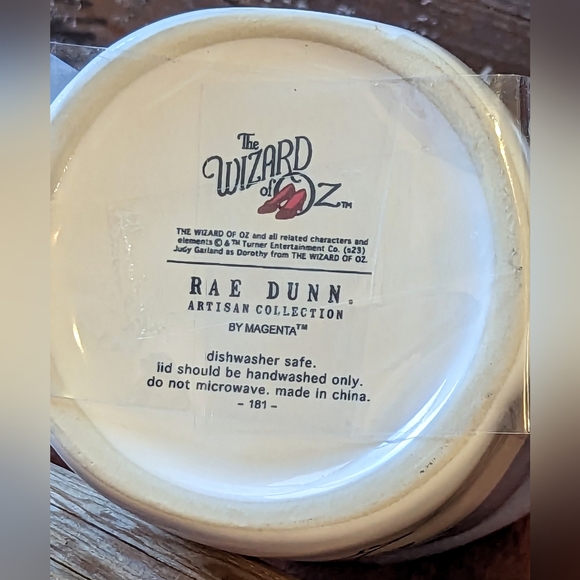 The
WIZARD
of OZ™
THE WIZARD OF OZ and all related characters and
elements © & ™ Turner Entertainment Co. (s23)
Judy Garland as Dorothy from THE WIZARD OF OZ.
RAE DUNN®
ARTISAN COLLECTION
BY MAGENTA™
dishwasher safe.
lid should be handwashed only.
do not microwave. made in china.
- 181 -